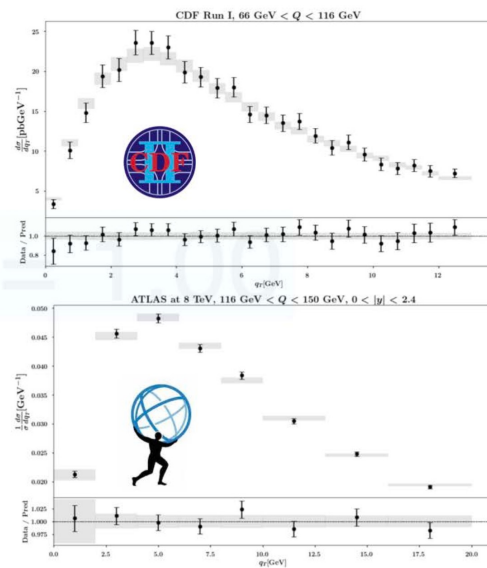 CDF Run I, 66 GeV < Q < 116 GeV
25
20
15
10
5
dσ/dq_T [pbGeV⁻¹]
CDF
II
1.0
0.8
Data / Pred
0 2 4 6 8 10 12
q_T[GeV]
= 1.00
ATLAS at 8 TeV, 116 GeV < Q < 150 GeV, 0 < |y| < 2.4
0.050
0.045
0.040
0.035
0.030
0.025
0.020
1/σ dσ/dq_T [GeV⁻¹]
1.025
1.000
0.975
Data / Pred
0.0 2.5 5.0 7.5 10.0 12.5 15.0 17.5 20.0
q_T[GeV]